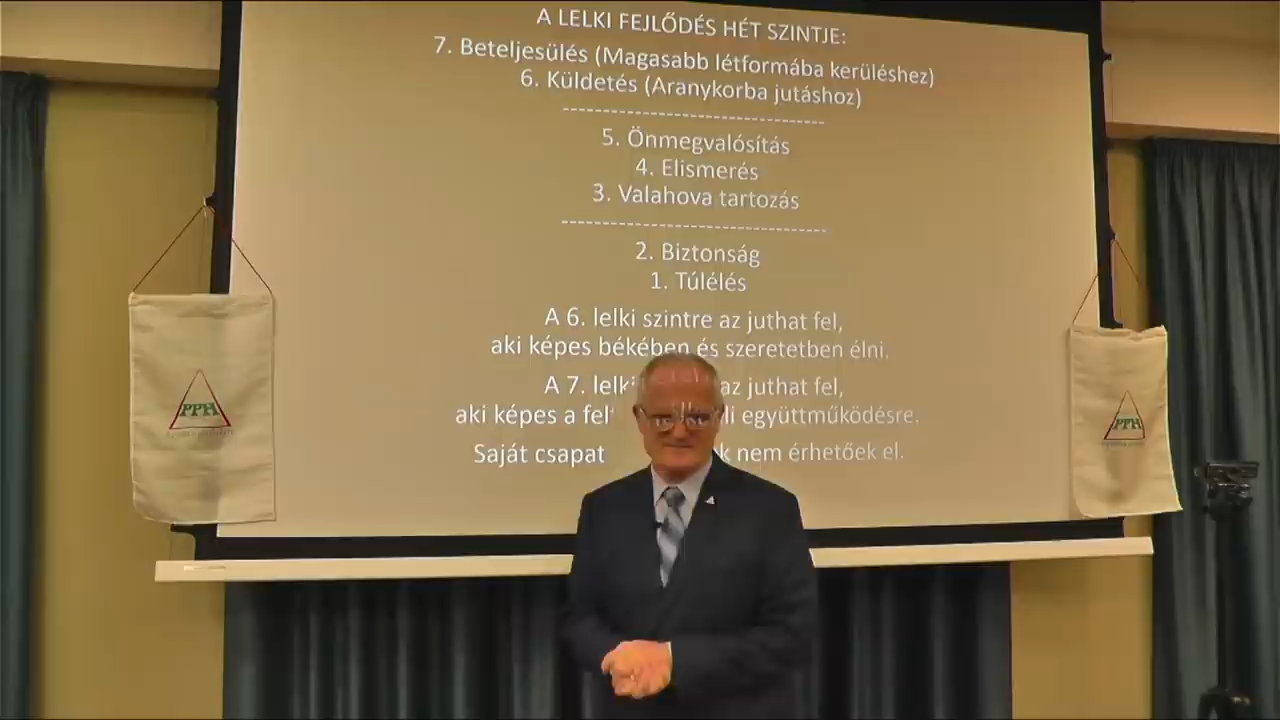 A LELKI FEJLŐDÉS HÉT SZINTJE:
7. Beteljesülés (Magasabb létformába kerüléshez)
6. Küldetés (Aranykorba jutáshoz)
------------------------------------
5. Önmegvalósítás
4. Elismerés
3. Valahova tartozás
------------------------------------
2. Biztonság
1. Túlélés
A 6. lelki szintre az juthat fel,
aki képes békében és szeretetben élni.
A 7. az juthat fel,
aki képes a együttműködésre.
Saját csapat nem érhetőek el.
PPH
PPH